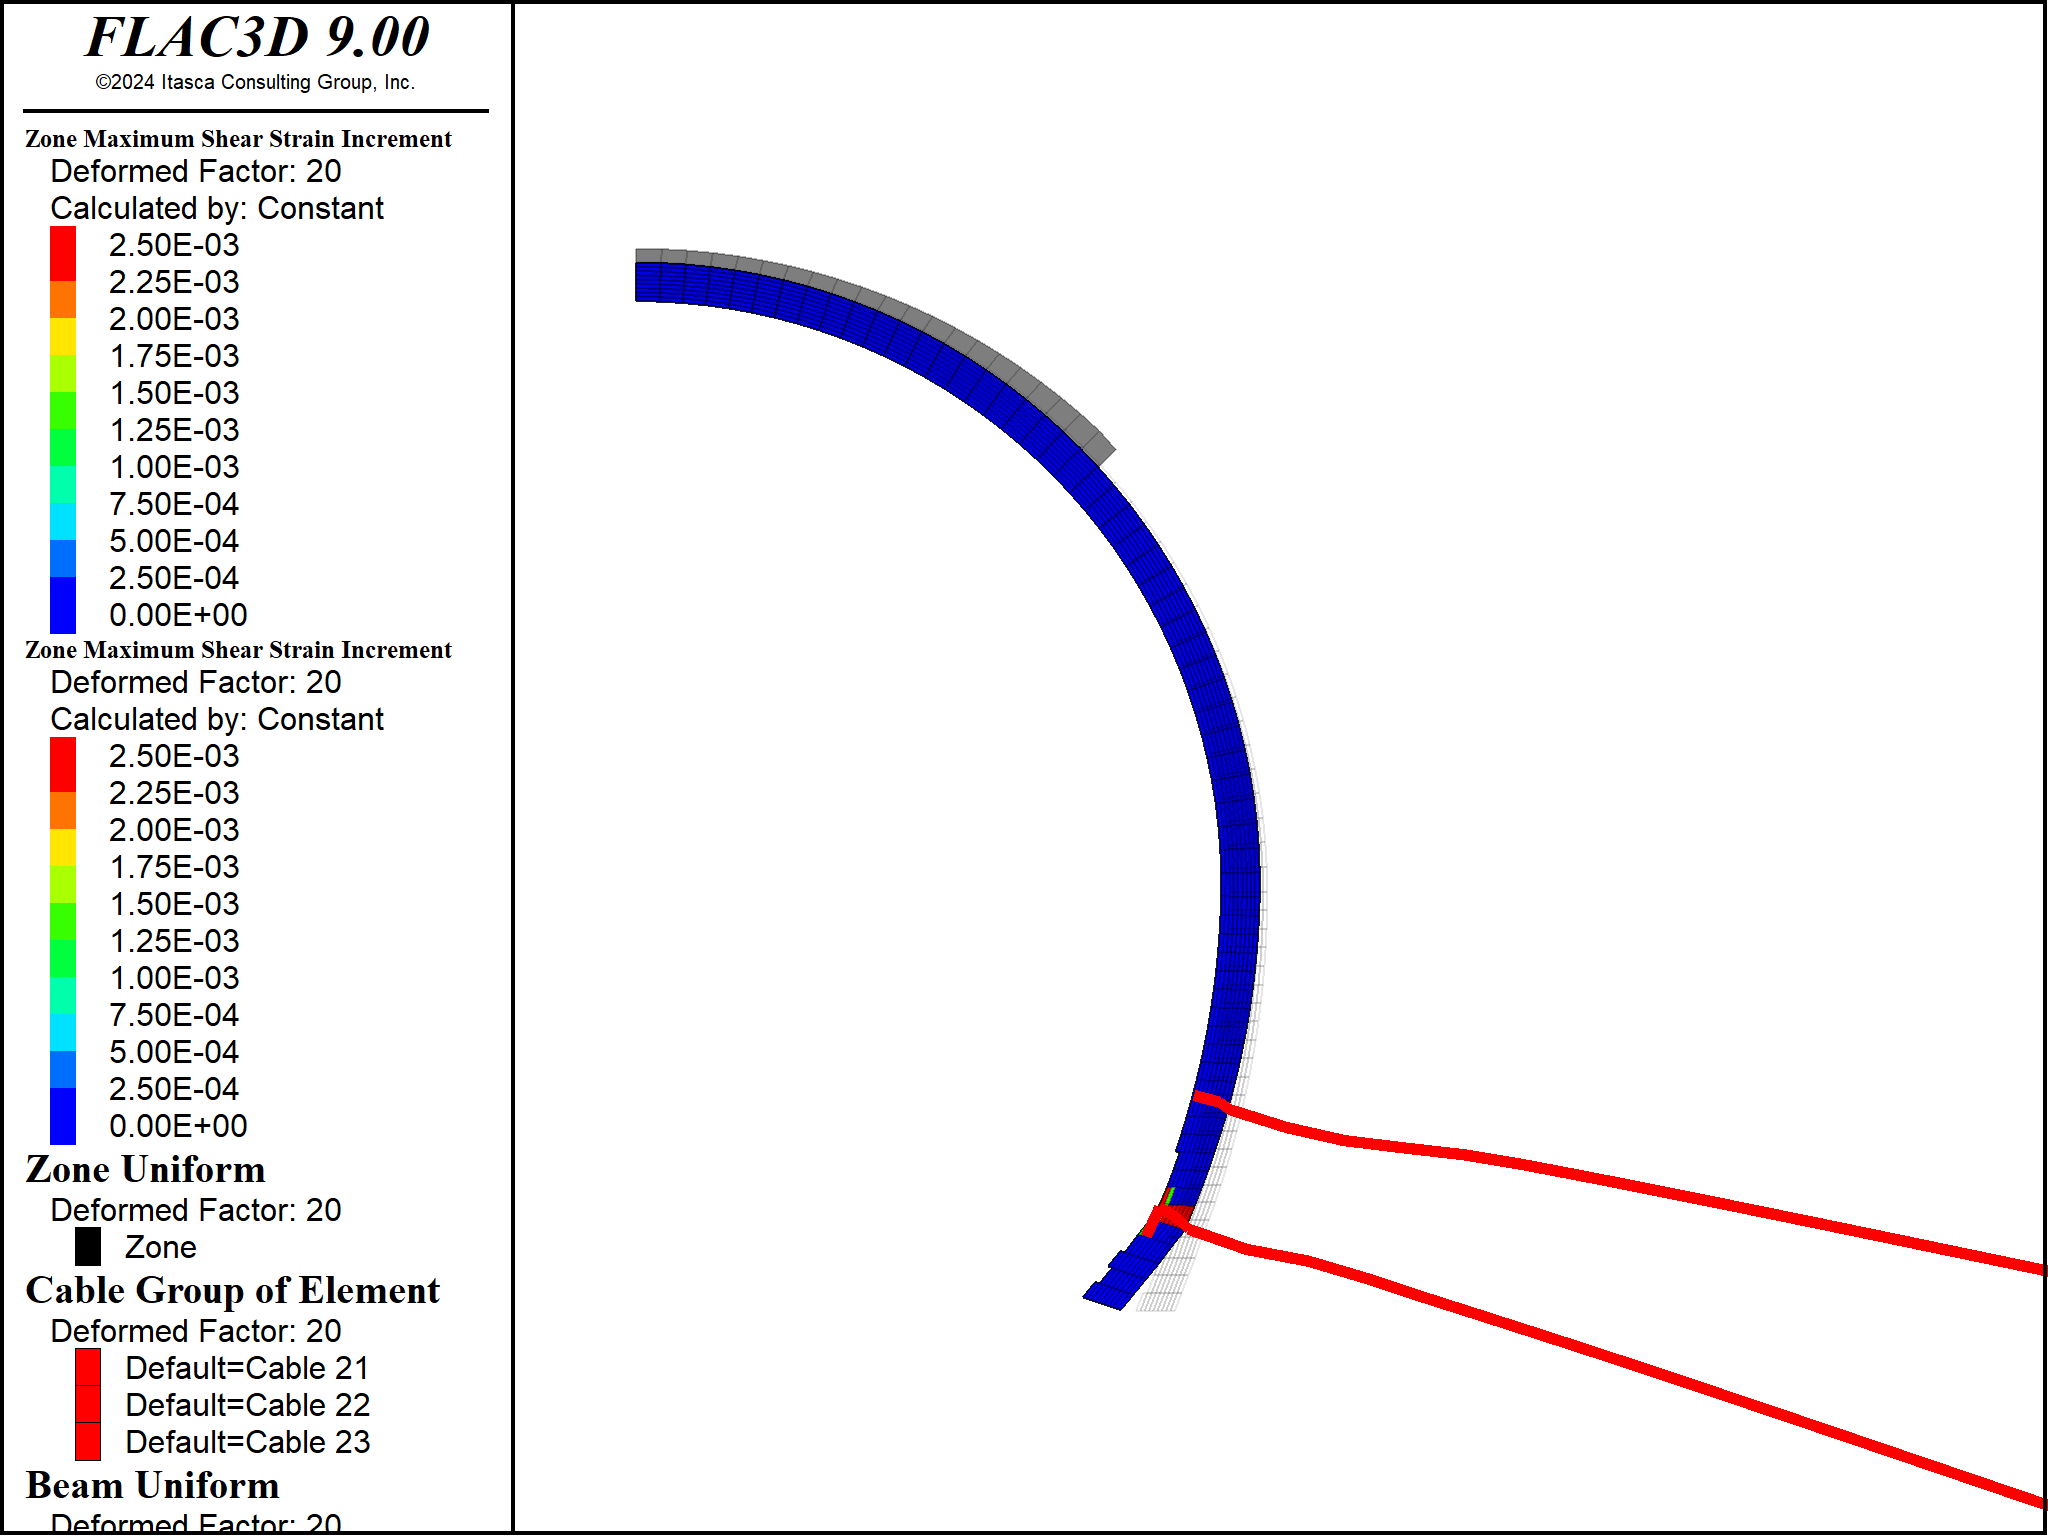 FLAC3D 9.00
©2024 Itasca Consulting Group, Inc.
Zone Maximum Shear Strain Increment
Deformed Factor: 20
Calculated by: Constant
2.50E-03
2.25E-03
2.00E-03
1.75E-03
1.50E-03
1.25E-03
1.00E-03
7.50E-04
5.00E-04
2.50E-04
0.00E+00
Zone Maximum Shear Strain Increment
Deformed Factor: 20
Calculated by: Constant
2.50E-03
2.25E-03
2.00E-03
1.75E-03
1.50E-03
1.25E-03
1.00E-03
7.50E-04
5.00E-04
2.50E-04
0.00E+00
Zone Uniform
Deformed Factor: 20
Zone
Cable Group of Element
Deformed Factor: 20
Default=Cable 21
Default=Cable 22
Default=Cable 23
Beam Uniform
Deformed Factor: 20